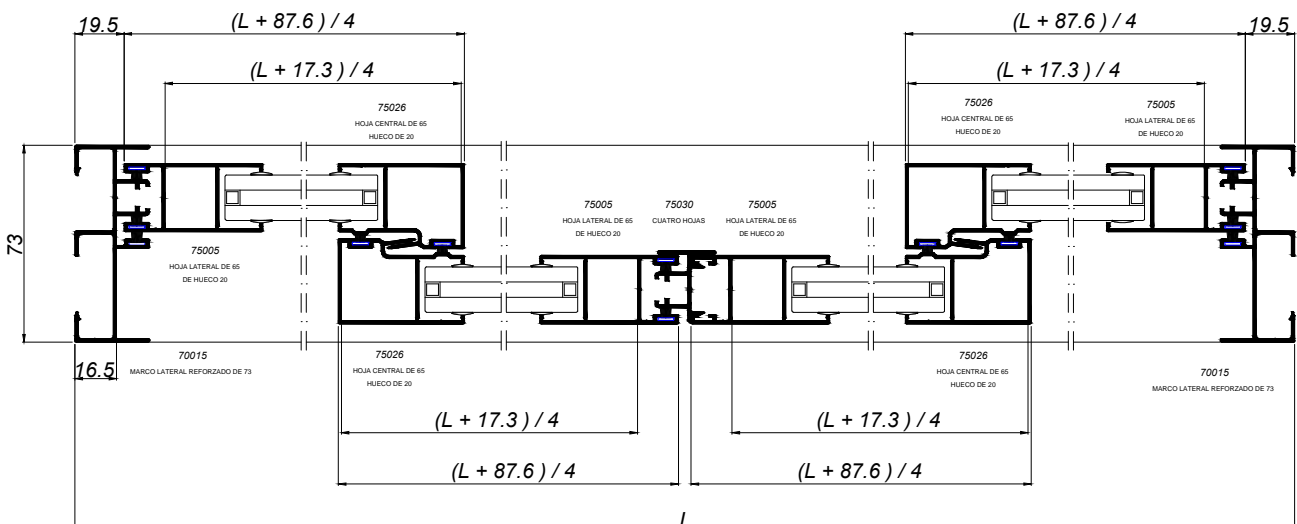 19.5
(L + 87.6 ) / 4
(L + 87.6 ) / 4
19.5
(L + 17.3 ) / 4
(L + 17.3 ) / 4
75026
HOJA CENTRAL DE 65
HUECO DE 20
75026
HOJA CENTRAL DE 65
HUECO DE 20
75005
HOJA LATERAL DE 65
DE HUECO 20
73
75005
HOJA LATERAL DE 65
DE HUECO 20
75030
CUATRO HOJAS
75005
HOJA LATERAL DE 65
DE HUECO 20
75005
HOJA LATERAL DE 65
DE HUECO 20
16.5
70015
MARCO LATERAL REFORZADO DE 73
75026
HOJA CENTRAL DE 65
HUECO DE 20
75026
HOJA CENTRAL DE 65
HUECO DE 20
70015
MARCO LATERAL REFORZADO DE 73
(L + 17.3 ) / 4
(L + 17.3 ) / 4
(L + 87.6 ) / 4
(L + 87.6 ) / 4
L